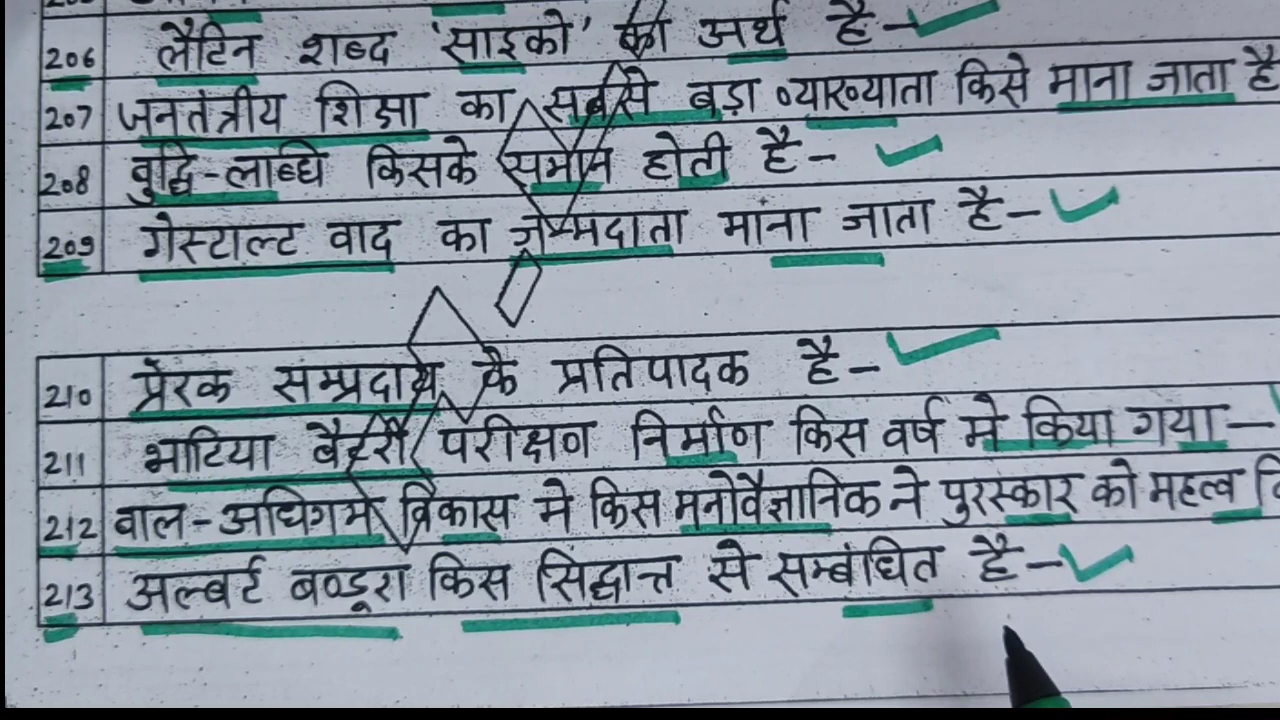 206 लैटिन शब्द 'साइको' का अर्थ है-
207 जनतंत्रीय शिक्षा का सबसे बड़ा व्याख्याता किसे माना जाता है
208 वुद्धि-लाब्धि किसके समान होती है-
209 गेस्टाल्ट वाद का जन्मदाता माना जाता है-
210 प्रेरक सम्प्रदाय के प्रतिपादक है-
211 भाटिया बैट्री परीक्षण निर्माण किस वर्ष मे किया गया-
212 वाल-अधिगमे विकास मे किस मनोवैज्ञानिक ने पुरस्कार को महत्व
213 अल्बर्ट बण्डूरा किस सिद्धान्त से सम्बंधित है-